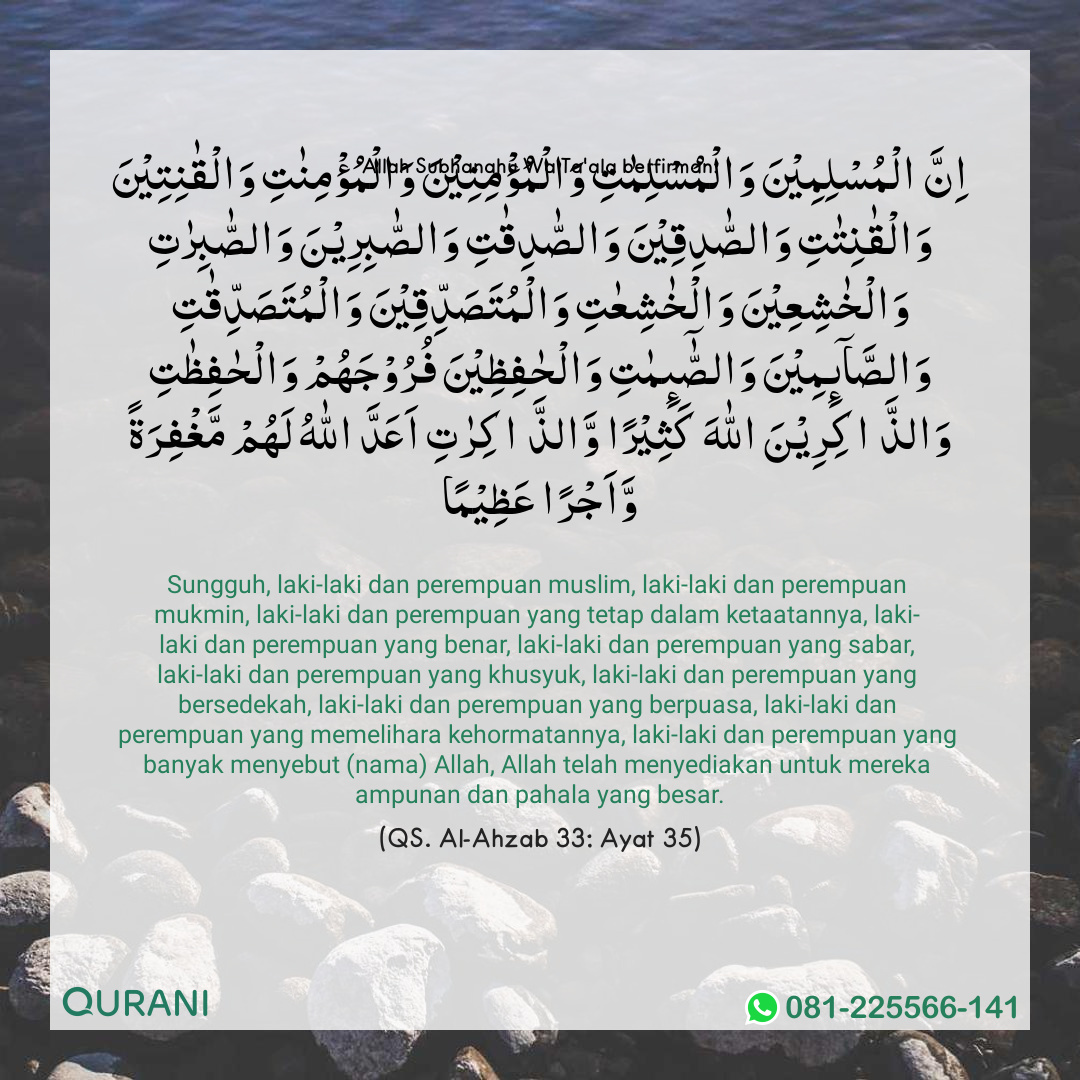 Allah Subhanahu Wa Ta'ala berfirman:
اِنَّ الْمُسْلِمِيْنَ وَالْمُسْلِمٰتِ وَالْمُؤْمِنِيْنَ وَالْمُؤْمِنٰتِ وَالْقٰنِتِيْنَ
وَالْقٰنِتٰتِ وَالصّٰدِقِيْنَ وَالصّٰدِقٰتِ وَالصّٰبِرِيْنَ وَالصّٰبِرٰتِ
وَالْخٰشِعِيْنَ وَالْخٰشِعٰتِ وَالْمُتَصَدِّقِيْنَ وَالْمُتَصَدِّقٰتِ
وَالصَّآئِمِيْنَ وَالصّٰٓئِمٰتِ وَالْحٰفِظِيْنَ فُرُوْجَهُمْ وَالْحٰفِظٰتِ
وَالذَّاكِرِيْنَ اللّٰهَ كَثِيْرًا وَّالذَّاكِرٰتِ اَعَدَّ اللّٰهُ لَهُمْ مَّغْفِرَةً
وَّاَجْرًا عَظِيْمًا
Sungguh, laki-laki dan perempuan muslim, laki-laki dan perempuan
mukmin, laki-laki dan perempuan yang tetap dalam ketaatannya, laki-
laki dan perempuan yang benar, laki-laki dan perempuan yang sabar,
laki-laki dan perempuan yang khusyuk, laki-laki dan perempuan yang
bersedekah, laki-laki dan perempuan yang berpuasa, laki-laki dan
perempuan yang memelihara kehormatannya, laki-laki dan perempuan yang
banyak menyebut (nama) Allah, Allah telah menyediakan untuk mereka
ampunan dan pahala yang besar.
(QS. Al-Ahzab 33: Ayat 35)
QURANI
081-225566-141